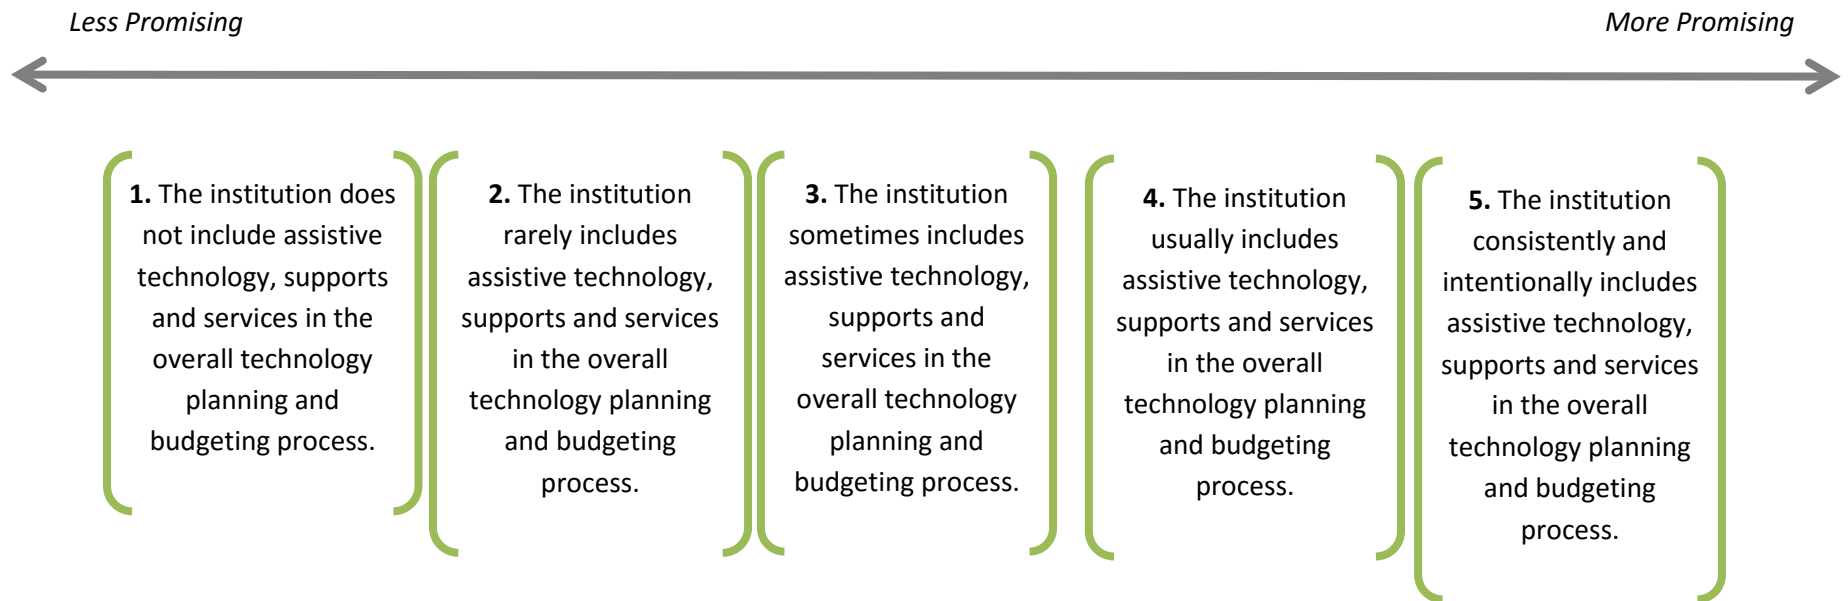 Less Promising
More Promising
1. The institution does
not include assistive
technology, supports
and services in the
overall technology
planning and
budgeting process.
2. The institution
rarely includes
assistive technology,
supports and services
in the overall
technology planning
and budgeting
process.
3. The institution
sometimes includes
assistive technology,
supports and
services in the
overall technology
planning and
budgeting process.
4. The institution
usually includes
assistive technology,
supports and services
in the overall
technology planning
and budgeting
process.
5. The institution
consistently and
intentionally includes
assistive technology,
supports and services
in the overall
technology planning
and budgeting
process.